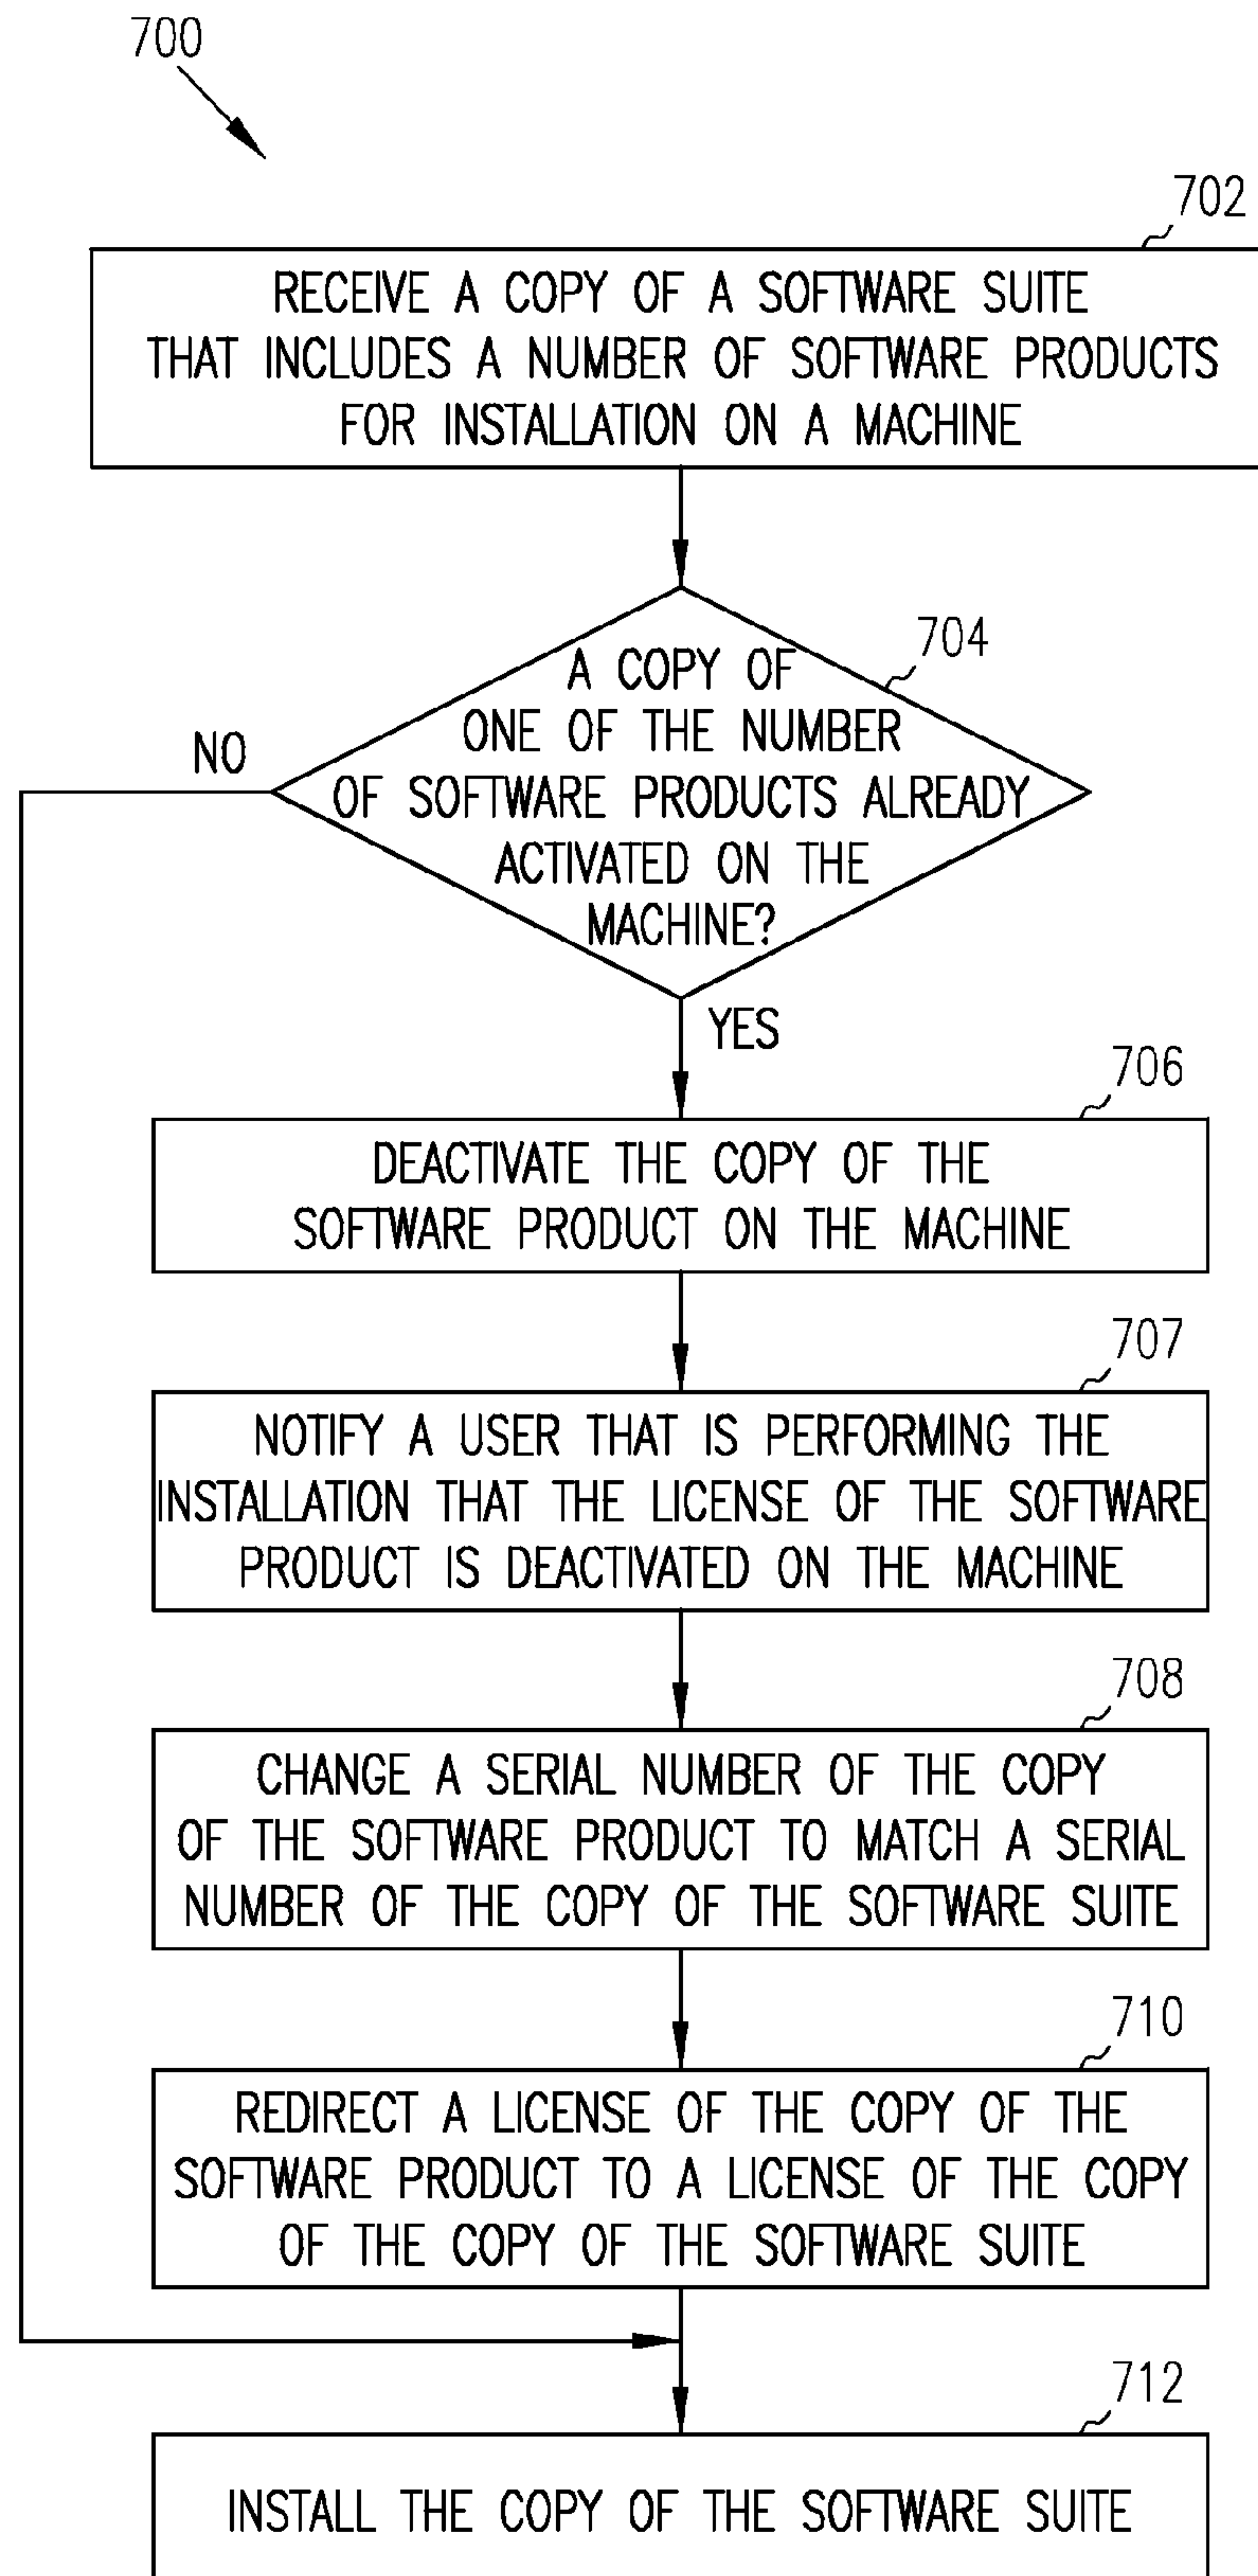 700
702
RECEIVE A COPY OF A SOFTWARE SUITE
THAT INCLUDES A NUMBER OF SOFTWARE PRODUCTS
FOR INSTALLATION ON A MACHINE
704
A COPY OF
ONE OF THE NUMBER
OF SOFTWARE PRODUCTS ALREADY
ACTIVATED ON THE
MACHINE?
NO
YES
706
DEACTIVATE THE COPY OF THE
SOFTWARE PRODUCT ON THE MACHINE
707
NOTIFY A USER THAT IS PERFORMING THE
INSTALLATION THAT THE LICENSE OF THE SOFTWARE
PRODUCT IS DEACTIVATED ON THE MACHINE
708
CHANGE A SERIAL NUMBER OF THE COPY
OF THE SOFTWARE PRODUCT TO MATCH A SERIAL
NUMBER OF THE COPY OF THE SOFTWARE SUITE
710
REDIRECT A LICENSE OF THE COPY OF THE
SOFTWARE PRODUCT TO A LICENSE OF THE COPY
OF THE COPY OF THE SOFTWARE SUITE
712
INSTALL THE COPY OF THE SOFTWARE SUITE